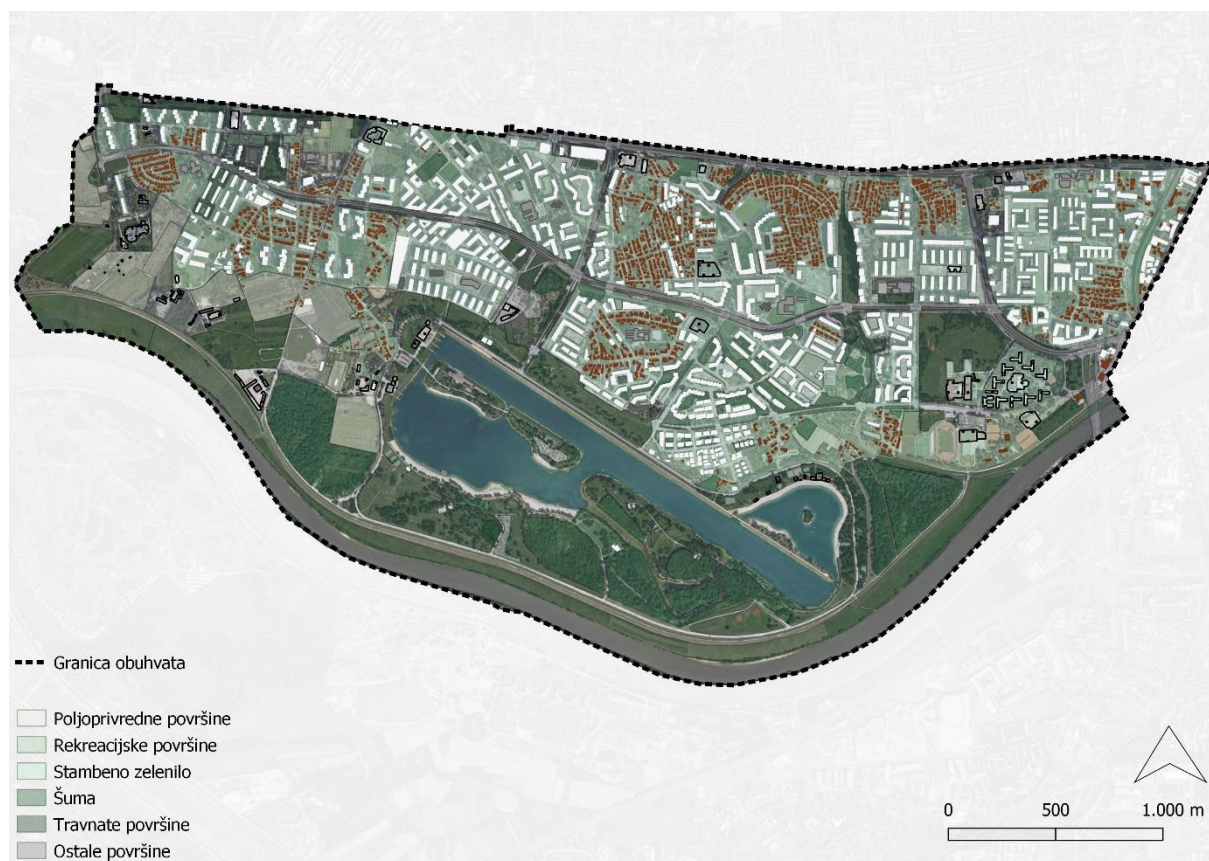 Granica obuhvata
Poljoprivredne površine
Rekreacijske površine
Stambeno zelenilo
Šuma
Travnate površine
Ostale površine
0 500 1.000 m